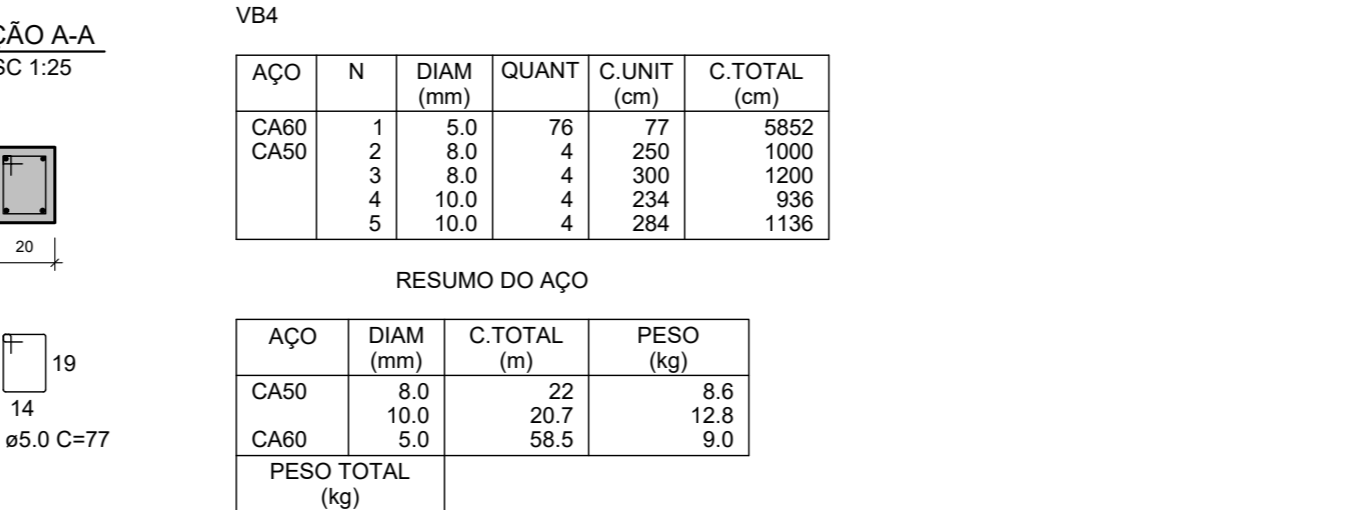 VB4
ÇÃO A-A
SC 1:25
AÇO N DIAM QUANT C.UNIT C.TOTAL
(mm) (cm) (cm)
CA60 1 5.0 76 77 5852
CA50 2 8.0 4 250 1000
3 8.0 4 300 1200
4 10.0 4 234 936
5 10.0 4 284 1136
20
RESUMO DO AÇO
AÇO DIAM C.TOTAL PESO
(mm) (m) (kg)
CA50 8.0 22 8.6
10.0 20.7 12.8
CA60 5.0 58.5 9.0
PESO TOTAL
(kg)
19
14
ø5.0 C=77